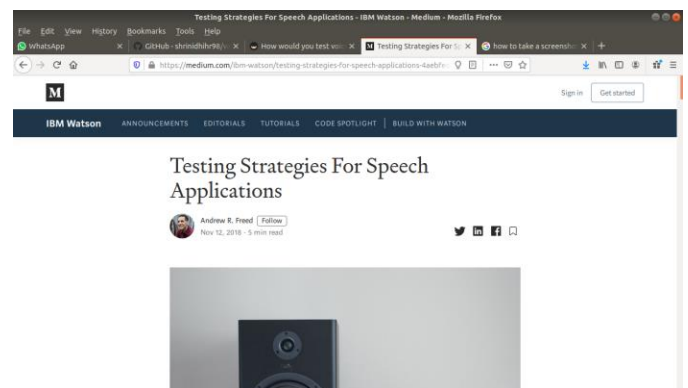 Testing Strategies For Speech Applications - IBM Watson - Medium - Mozilla Firefox
File Edit View History Bookmarks Tools Help
WhatsApp
GitHub - shrinidhihr98/
How would you test
Testing Strategies For Sp
how to take a screensho
https://medium.com/ibm-watson/testing-strategies-for-speech-applications-4aebf
M
Sign in
Get started
IBM Watson ANNOUNCEMENTS EDITORIALS TUTORIALS CODE SPOTLIGHT BUILD WITH WATSON
Testing Strategies For Speech
Applications
Andrew R. Freed Follow
Nov 12, 2018 · 5 min read